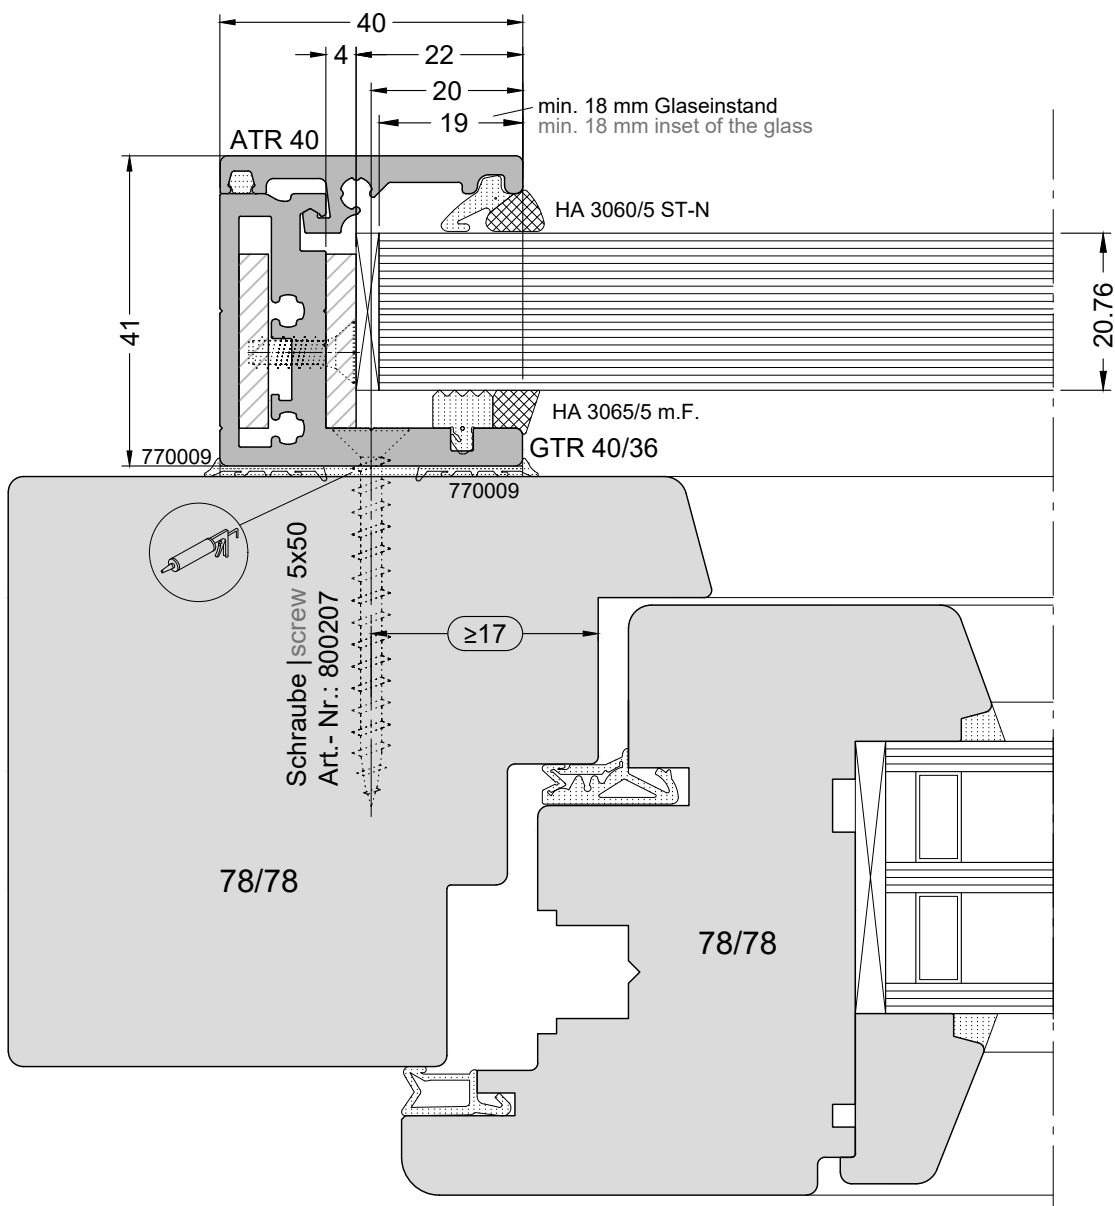 40
4
22
20
19
min. 18 mm Glaseinstand
min. 18 mm inset of the glass
ATR 40
HA 3060/5 ST-N
41
20.76
HA 3065/5 m.F.
GTR 40/36
770009
770009
Schraube |screw 5x50
Art.- Nr.: 800207
≥17
78/78
78/78